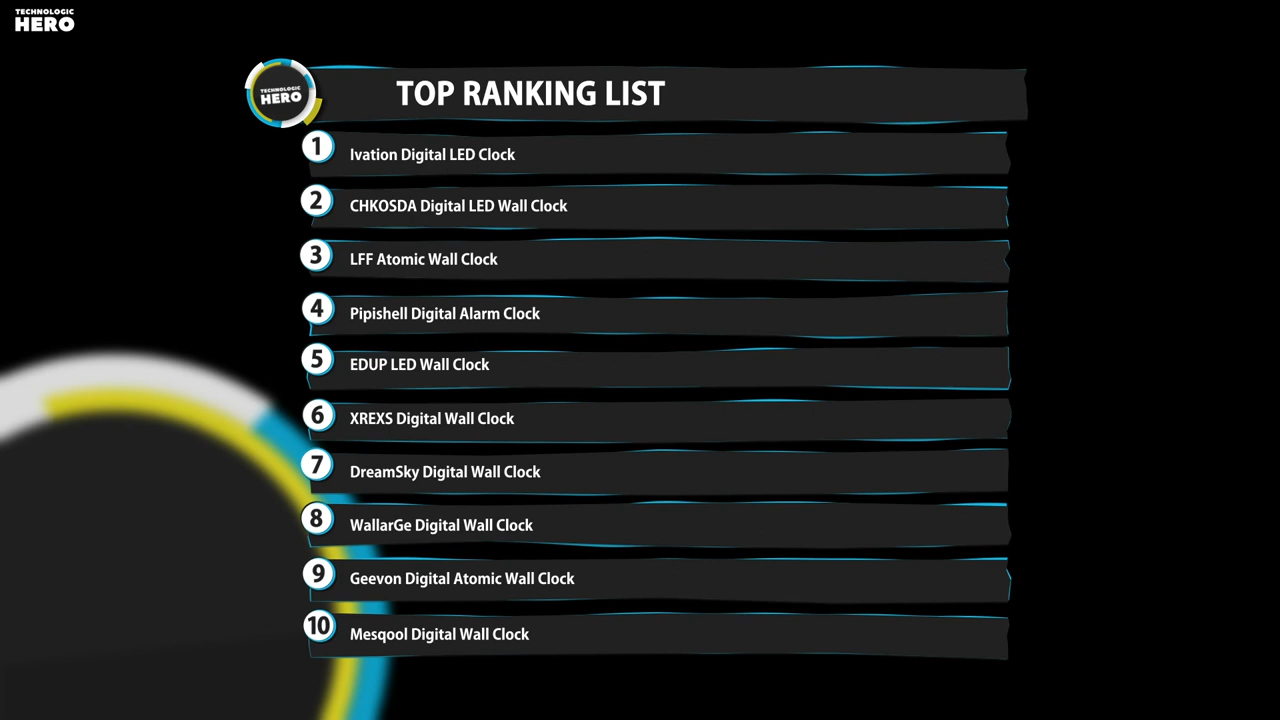 TECHNOLOGIC
HERO
TECHNOLOGIC
HERO
TOP RANKING LIST
1 Ivation Digital LED Clock
2 CHKOSDA Digital LED Wall Clock
3 LFF Atomic Wall Clock
4 Pipishell Digital Alarm Clock
5 EDUP LED Wall Clock
6 XREXS Digital Wall Clock
7 DreamSky Digital Wall Clock
8 WallarGe Digital Wall Clock
9 Geevon Digital Atomic Wall Clock
10 Mesqool Digital Wall Clock